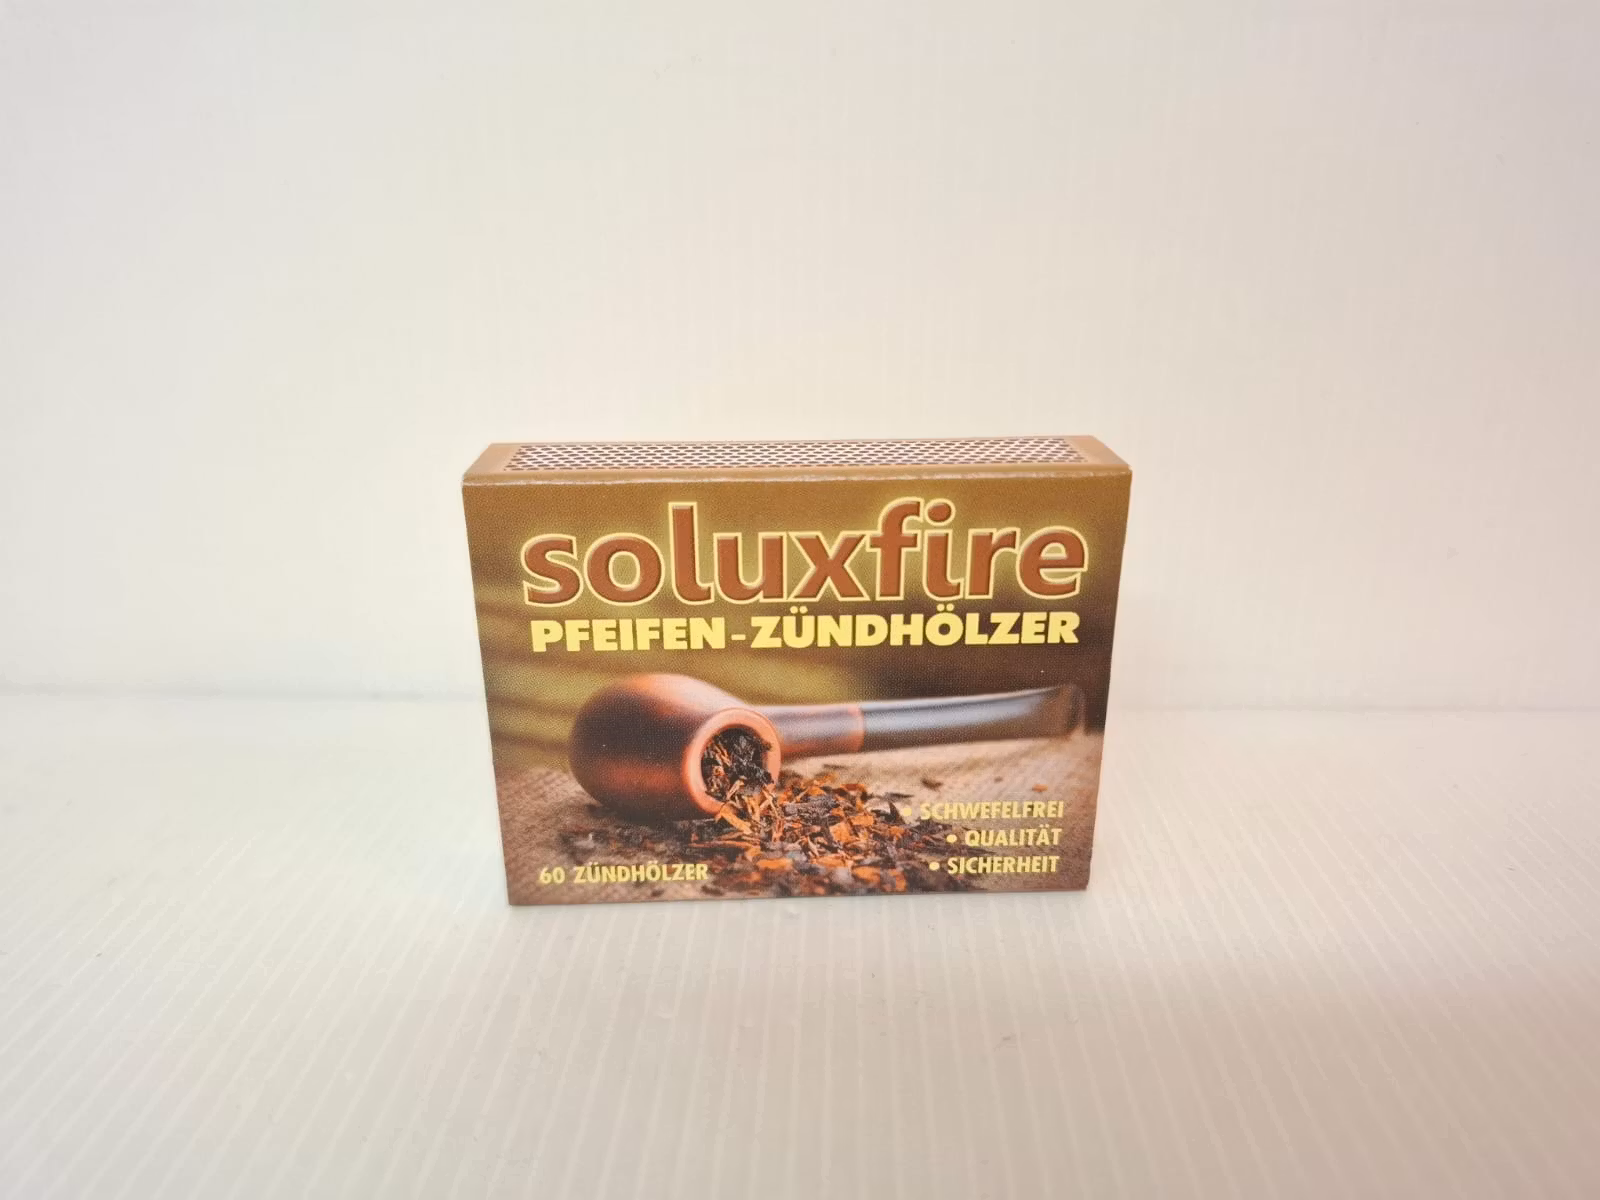 soluxfire
PFEIFEN-ZÜNDHÖLZER
• SCHWEFELFREI
• QUALITÄT
• SICHERHEIT
60 ZÜNDHÖLZER